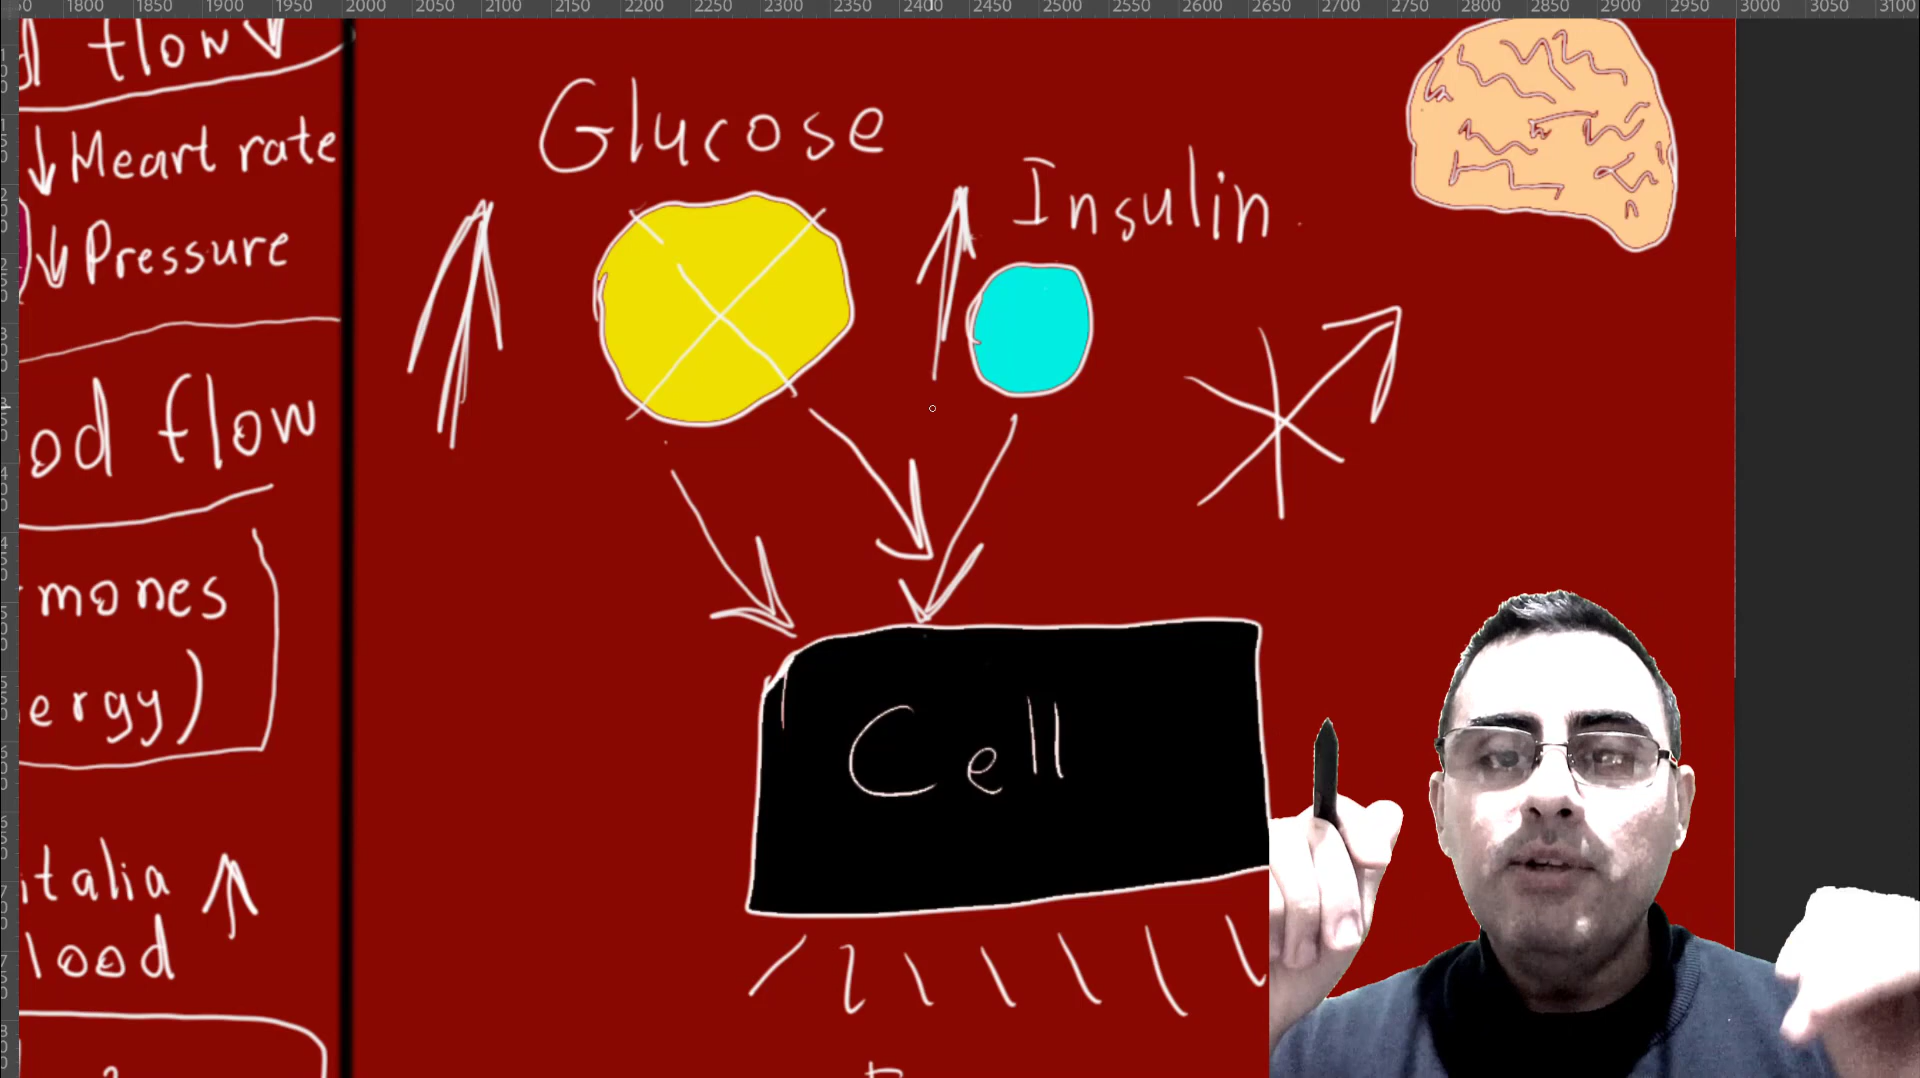 1800 1850 1900 1950 2000 2050 2100 2150 2200 2250 2300 2350 2400 2450 2500 2550 2600 2650 2700 2750 2800 2850 2900 2950 3000 3050 3100
flow
Heart rate
Pressure
od flow
mones
ergy)
italia
lood
Glucose
Insulin
Cell